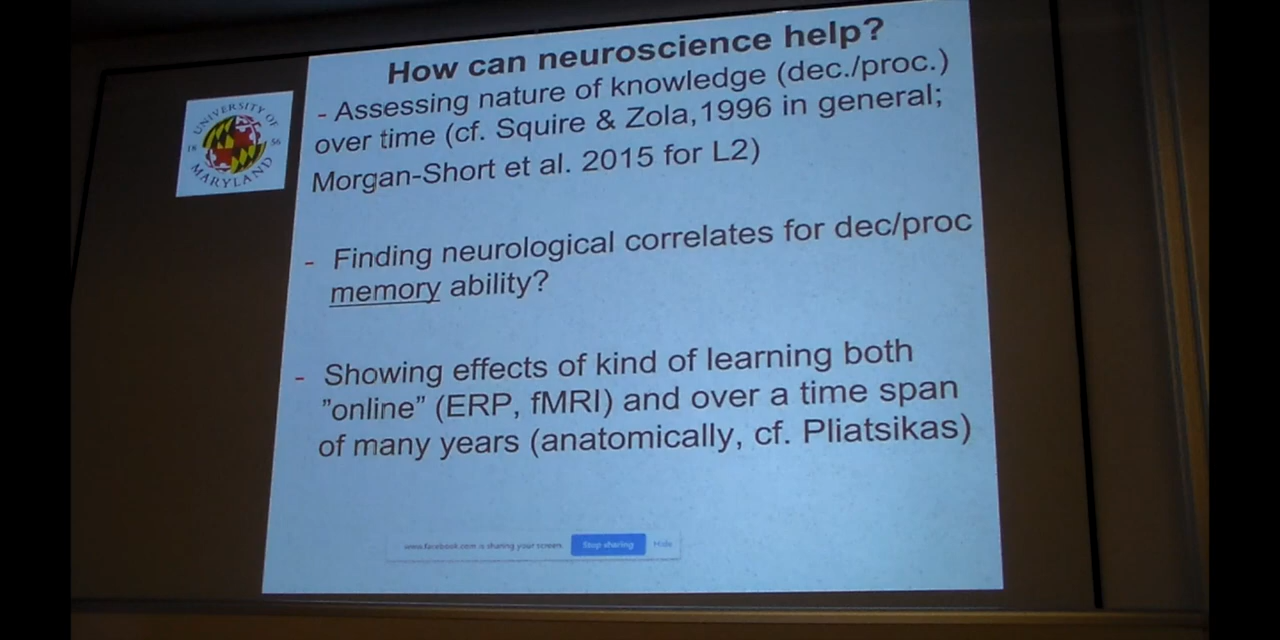 How can neuroscience help?
- Assessing nature of knowledge (dec./proc.)
over time (cf. Squire & Zola,1996 in general;
Morgan-Short et al. 2015 for L2)
- Finding neurological correlates for dec/proc
memory ability?
- Showing effects of kind of learning both
"online" (ERP, fMRI) and over a time span
of many years (anatomically, cf. Pliatsikas)
UNIVERSITY OF
18 56
MARYLAND
www.facebook.com is sharing your screen. Stop sharing Hide